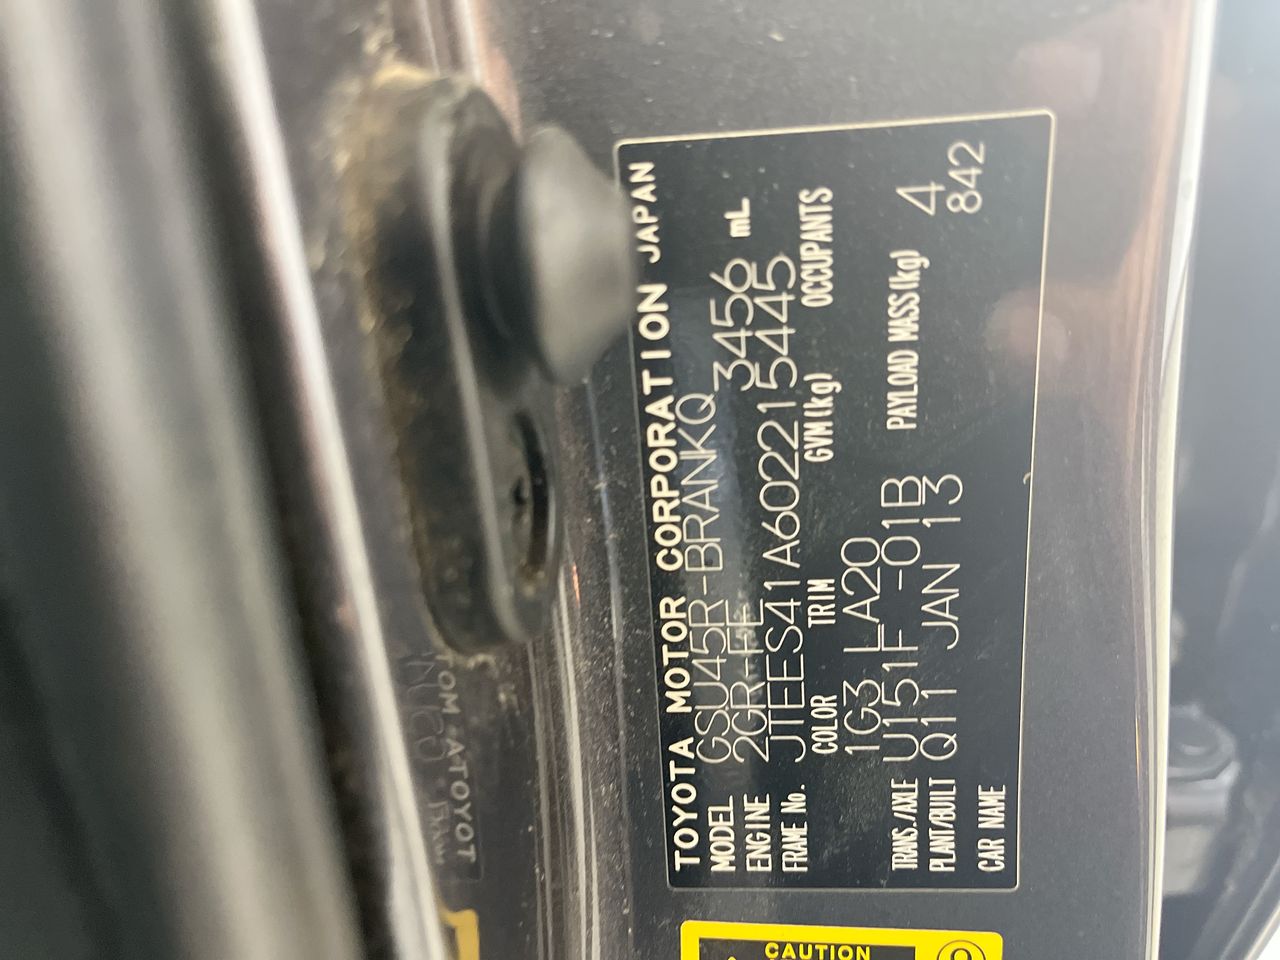 TOYOTA MOTOR CORPORATION JAPAN
MODEL GSU45R-BRANKQ
ENGINE 2GR-FE 3456 mL
FRAME No. JTEES41A602215445
COLOR TRIM GVM(kg) OCCUPANTS
1G3 LA20
TRANS./AXLE U151F -01B PAYLOAD MASS(kg) 4
PLANT/BUILT Q11 JAN 13 842
CAR NAME
CAUTION